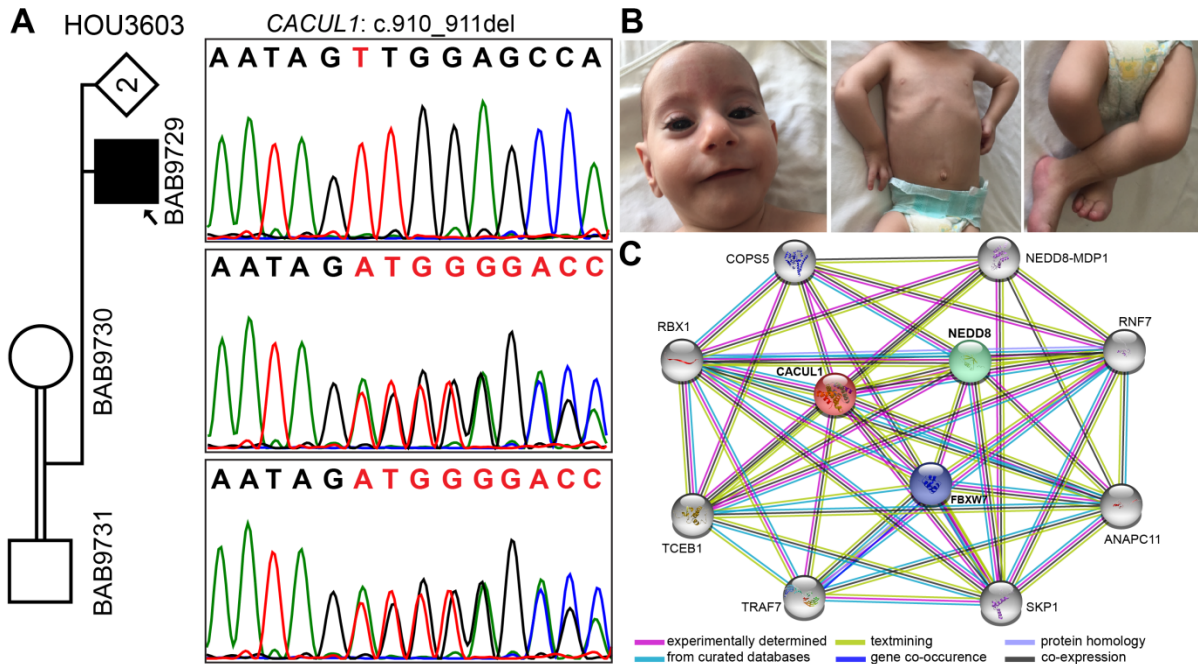 A
HOU3603
CACUL1: c.910_911del
2
BAB9729
A A T A G T T G G A G C C A
BAB9730
A A T A G A T G G G G A C C
BAB9731
A A T A G A T G G G G A C C
B
C
COPS5
NEDD8-MDP1
RBX1
NEDD8
RNF7
CACUL1
FBXW7
TCEB1
ANAPC11
TRAF7
SKP1
experimentally determined
textmining
protein homology
from curated databases
gene co-occurence
co-expression